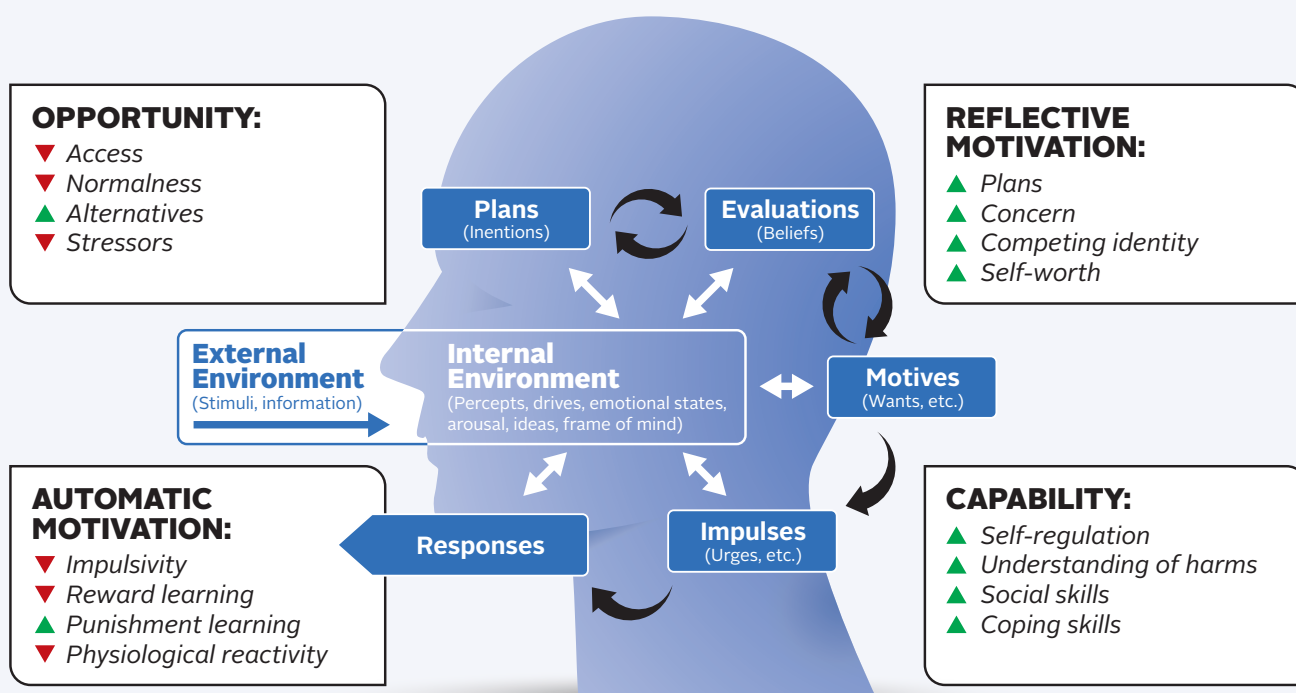 OPPORTUNITY:
▼ Access
▼ Normalness
▲ Alternatives
▼ Stressors
REFLECTIVE
MOTIVATION:
▲ Plans
▲ Concern
▲ Competing identity
▲ Self-worth
Plans
(Inentions)
Evaluations
(Beliefs)
External
Environment
(Stimuli, information)
Internal
Environment
(Percepts, drives, emotional states,
arousal, ideas, frame of mind)
Motives
(Wants, etc.)
AUTOMATIC
MOTIVATION:
▼ Impulsivity
▼ Reward learning
▲ Punishment learning
▼ Physiological reactivity
Responses
Impulses
(Urges, etc.)
CAPABILITY:
▲ Self-regulation
▲ Understanding of harms
▲ Social skills
▲ Coping skills